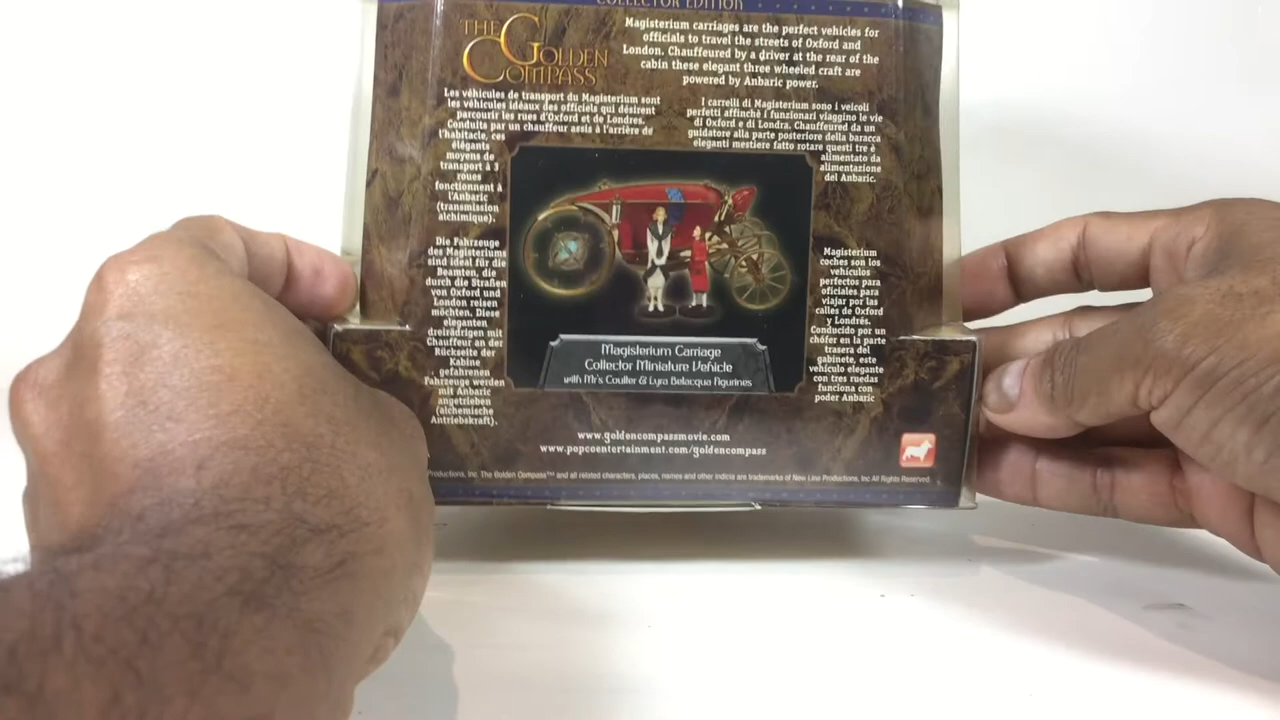 COLLECTOR EDITION
THE
GOLDEN
COMPASS
Magisterium carriages are the perfect vehicles for
officials to travel the streets of Oxford and
London. Chauffeured by a driver at the rear of the
cabin these elegant three wheeled craft are
powered by Anbaric power.
Les véhicules de transport du Magisterium sont
les véhicules idéaux des officiels qui désirent
parcourir les rues d'Oxford et de Londres.
Conduits par un chauffeur assis à l'arrière de
l'habitacle, ces
élégants
moyens de
transport à 3
roues
fonctionnent à
l'Anbaric
(transmission
alchimique).
I carrelli di Magisterium sono i veicoli
perfetti affinchè i funzionari viaggino le vie
di Oxford e di Londra. Chauffeured da un
guidatore alla parte posteriore della baracca
eleganti mestiere fatto rotare questi tre è
alimentato da
alimentazione
del Anbaric.
Die Fahrzeuge
des Magisteriums
sind ideal für die
Beamten, die
durch die Straßen
von Oxford und
London reisen
möchten. Diese
eleganten
dreirädrigen mit
Chauffeur an der
Rückseite der
Kabine
gefahrenen
Fahrzeuge werden
mit Anbaric
angetrieben
(alchemische
Antriebskraft).
Magisterium
coches son los
vehículos
perfectos para
oficiales para
viajar por las
calles de Oxford
y Londrés.
Conducido por un
chófer en la parte
trasera del
gabinete, este
vehículo elegante
con tres ruedas
funciona con
poder Anbaric
Magisterium Carriage
Collector Miniature Vehicle
with Mr's Coulter & Lyra Belacqua figurines
www.goldencompassmovie.com
www.popcoentertainment.com/goldencompass
Productions, Inc. The Golden Compass™ and all related characters, places, names and other indicia are trademarks of New Line Productions, Inc All Rights Reserved